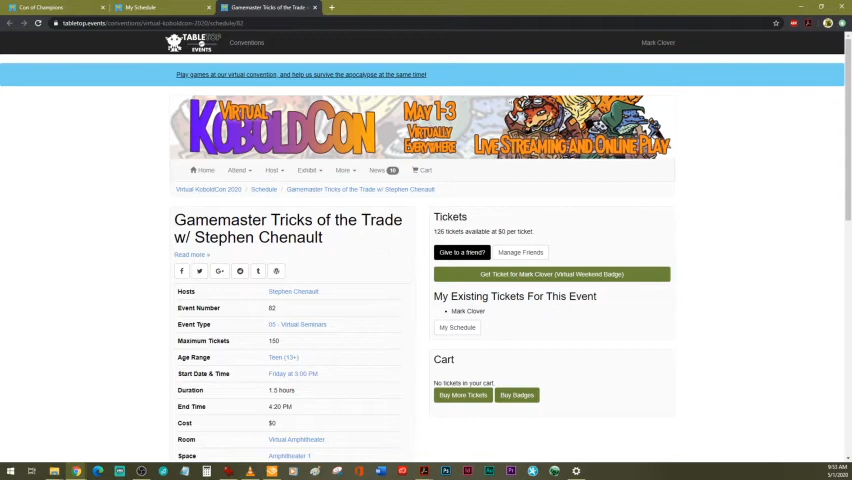 Con of Champions
My Schedule
Gamemaster Tricks of the Trade
tabletop.events/conventions/virtual-koboldcon-2020/schedule/82
TABLETOP
EVENTS
Conventions
Mark Clover
Play games at our virtual convention, and help us survive the apocalypse at the same time!
VIRTUAL
KOBOLDCON
MAY 1-3
VIRTUALLY
EVERYWHERE
LIVE STREAMING AND ONLINE PLAY
Home Attend Host Exhibit More News 10 Cart
Virtual KoboldCon 2020 / Schedule / Gamemaster Tricks of the Trade w/ Stephen Chenault
Gamemaster Tricks of the Trade
w/ Stephen Chenault
Read more »
Hosts Stephen Chenault
Event Number 82
Event Type 05 - Virtual Seminars
Maximum Tickets 150
Age Range Teen (13+)
Start Date & Time Friday at 3:00 PM
Duration 1.5 hours
End Time 4:20 PM
Cost $0
Room Virtual Amphitheater
Space Amphitheater 1
Tickets
126 tickets available at $0 per ticket.
Give to a friend? Manage Friends
Get Ticket for Mark Clover (Virtual Weekend Badge)
My Existing Tickets For This Event
• Mark Clover
My Schedule
Cart
No tickets in your cart.
Buy More Tickets Buy Badges
9:53 AM
5/1/2020